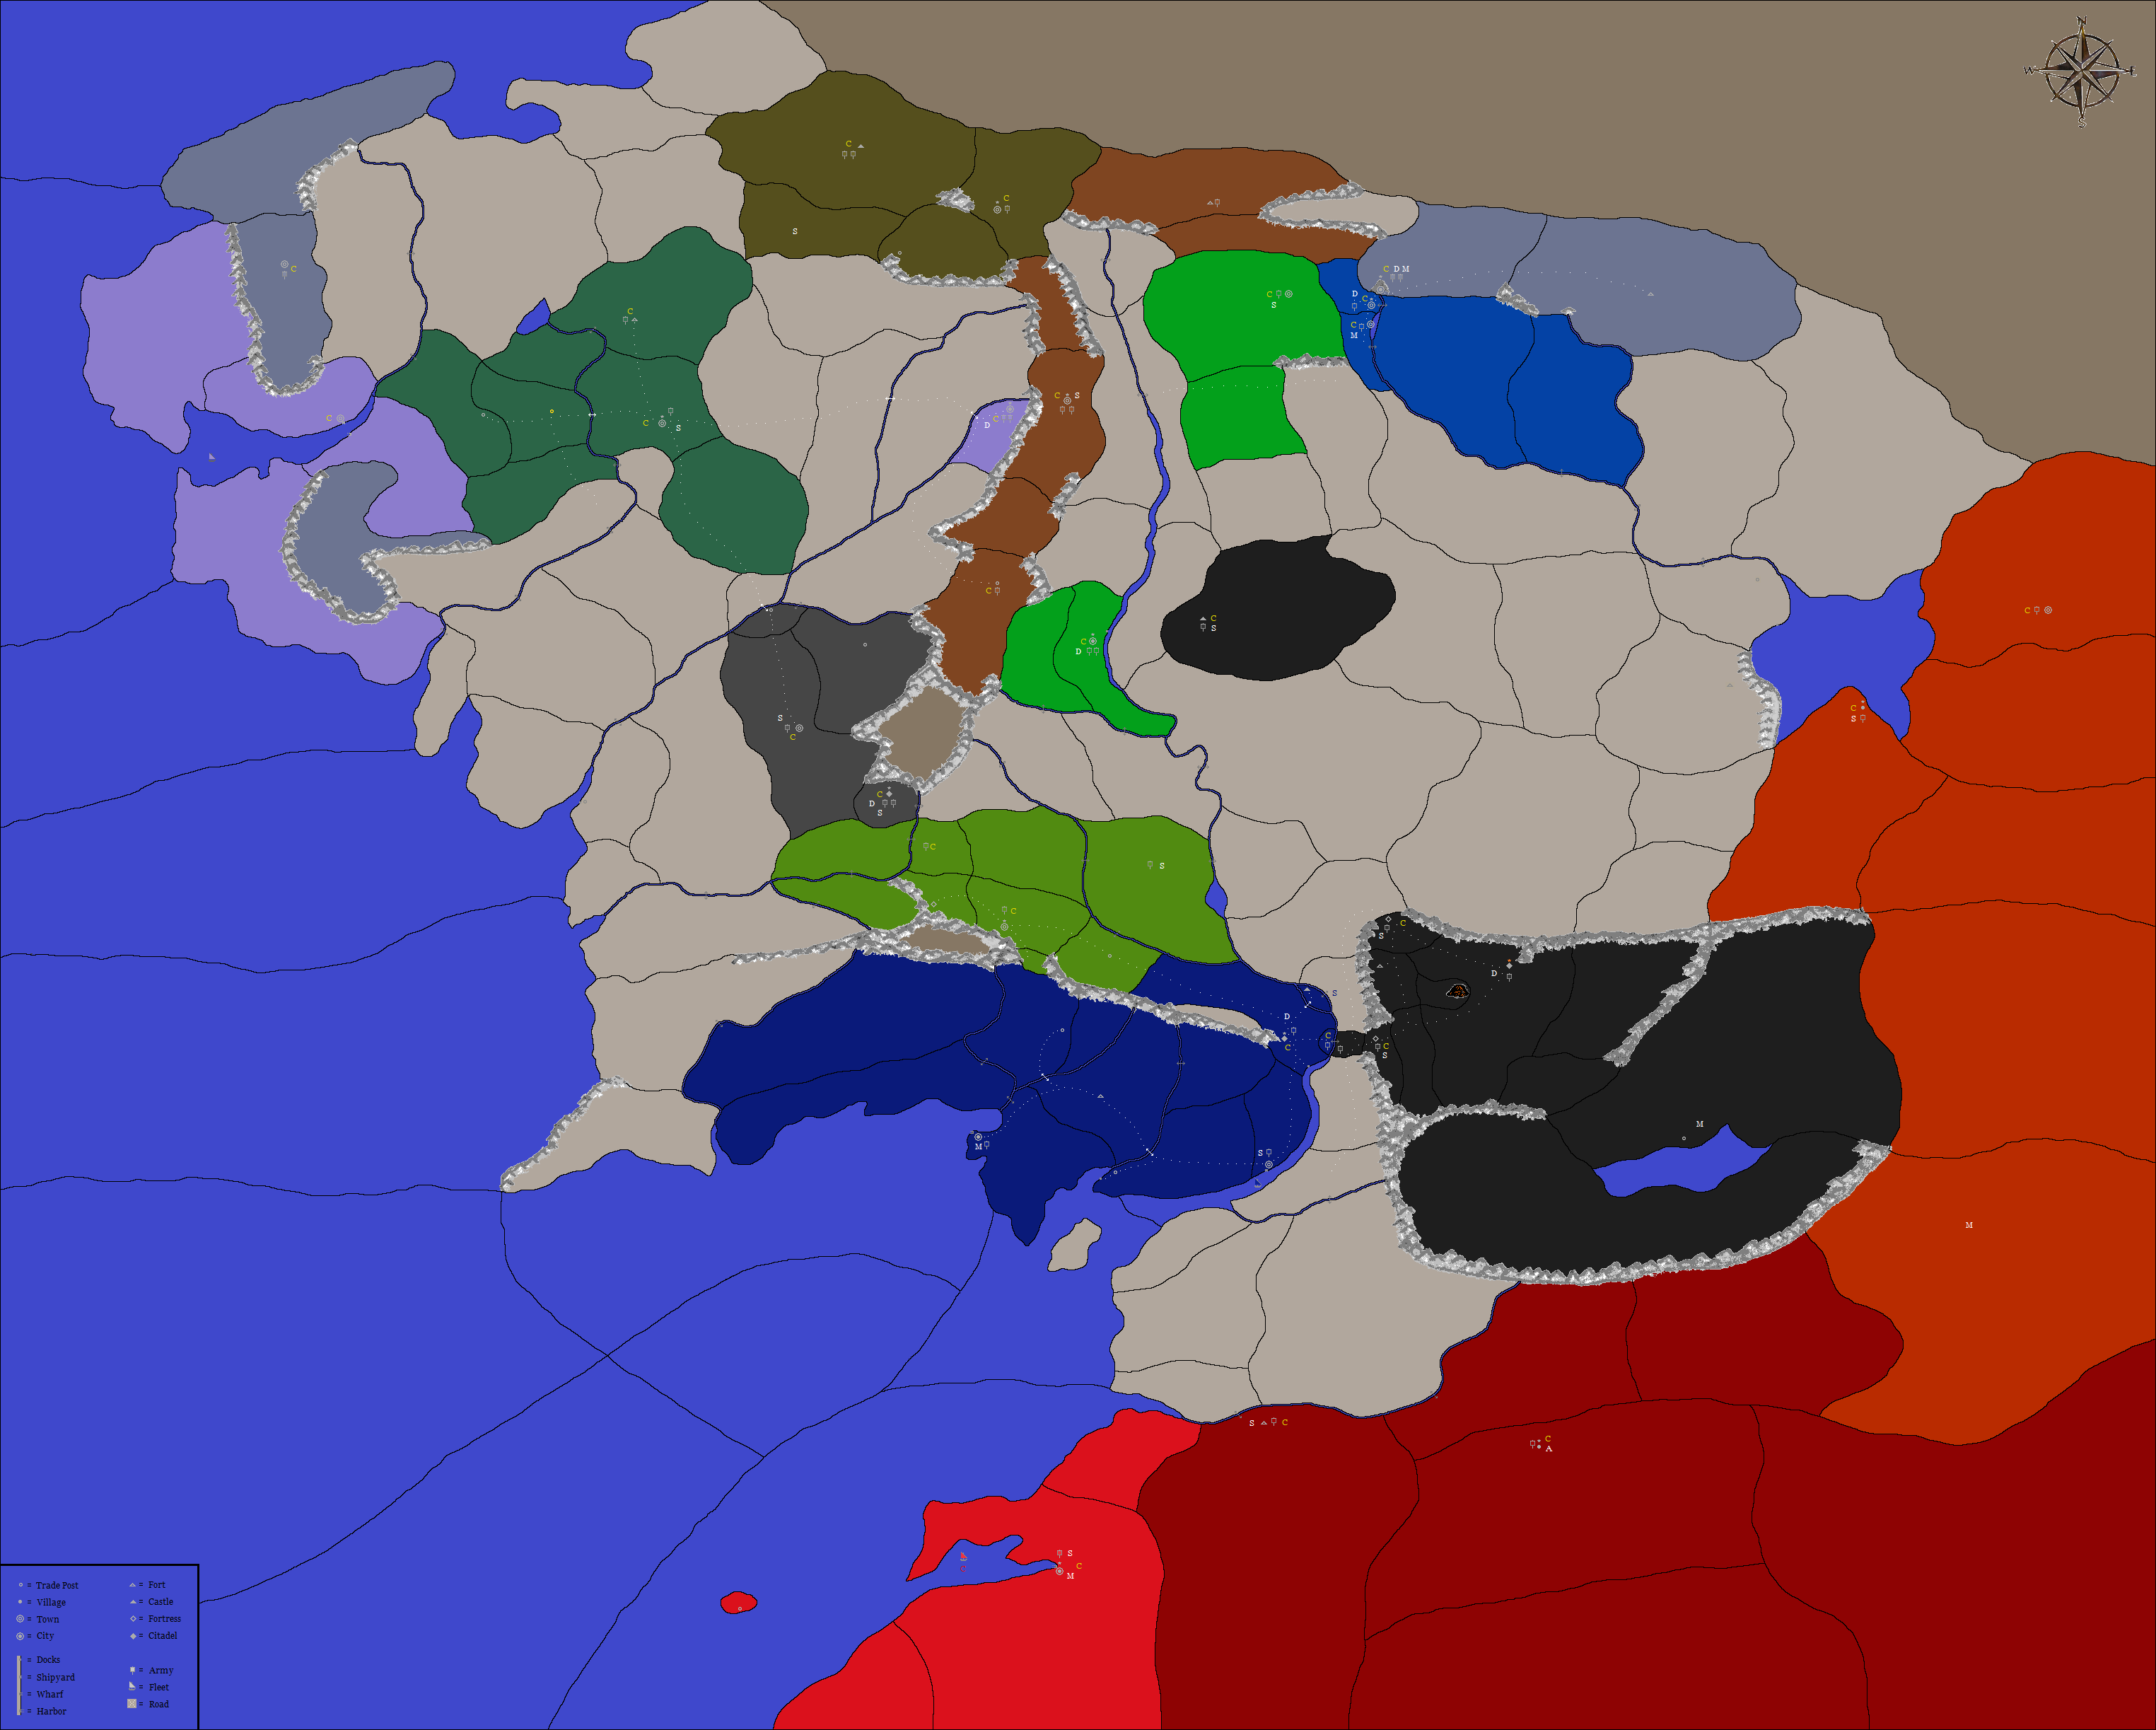 N
W E
S
C
C
S
C
C D M
C
S
D
C
C
M
C
C S
C
C
S
D
C
C
S
C
C
D
C
C
S
S
C
C
D
S
C
S
C
C
S
D
S
D
C
C
C
S
M
M
S
M
S C
C
A
S
C
M
= Trade Post = Fort
= Village = Castle
= Town = Fortress
= City = Citadel
= Docks
= Shipyard = Army
= Wharf = Fleet
= Harbor = Road